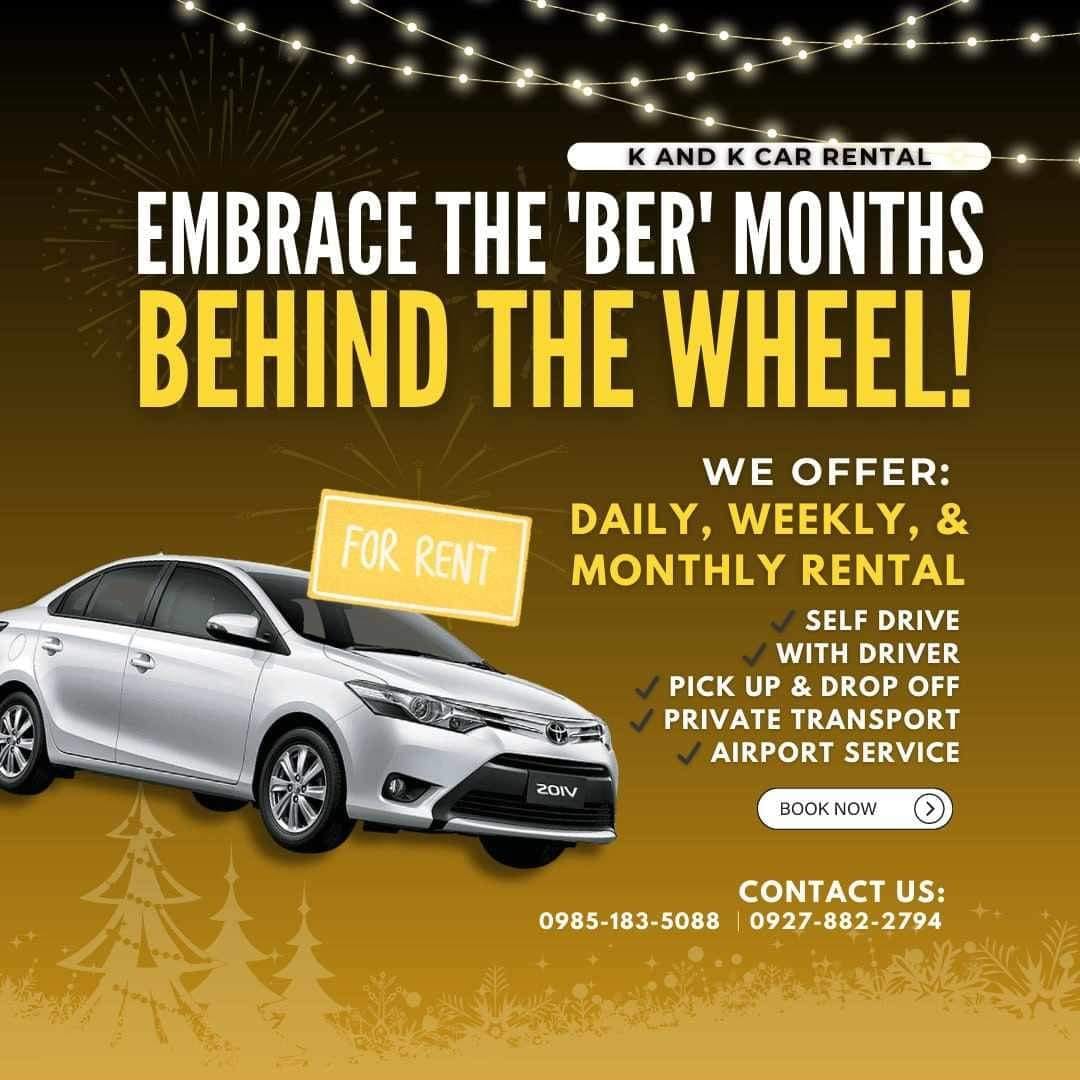 K AND K CAR RENTAL
EMBRACE THE 'BER' MONTHS
BEHIND THE WHEEL!
WE OFFER:
DAILY, WEEKLY, &
MONTHLY RENTAL
FOR RENT
SELF DRIVE
WITH DRIVER
PICK UP & DROP OFF
PRIVATE TRANSPORT
AIRPORT SERVICE
VIOS
BOOK NOW
CONTACT US:
0985-183-5088 | 0927-882-2794